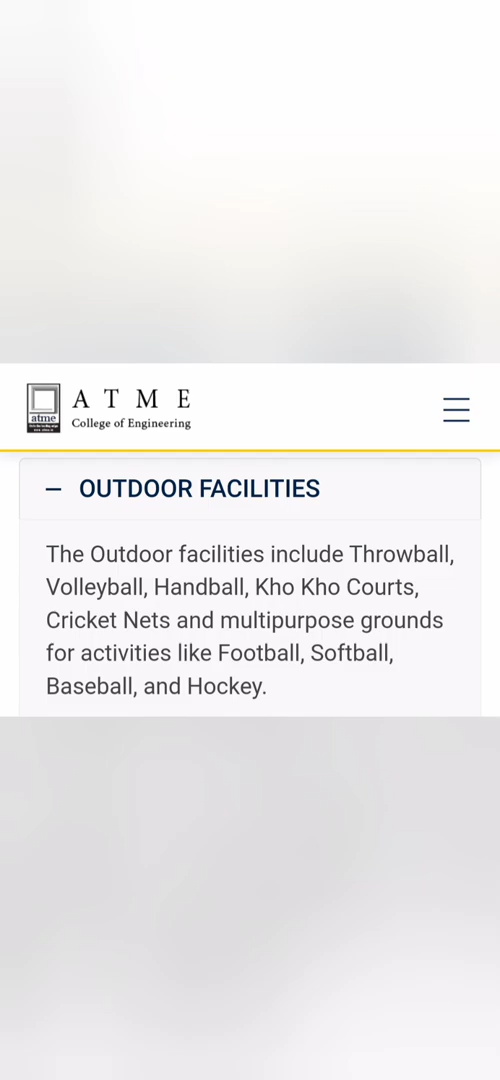 A T M E
College of Engineering
atme
OUTDOOR FACILITIES
The Outdoor facilities include Throwball,
Volleyball, Handball, Kho Kho Courts,
Cricket Nets and multipurpose grounds
for activities like Football, Softball,
Baseball, and Hockey.